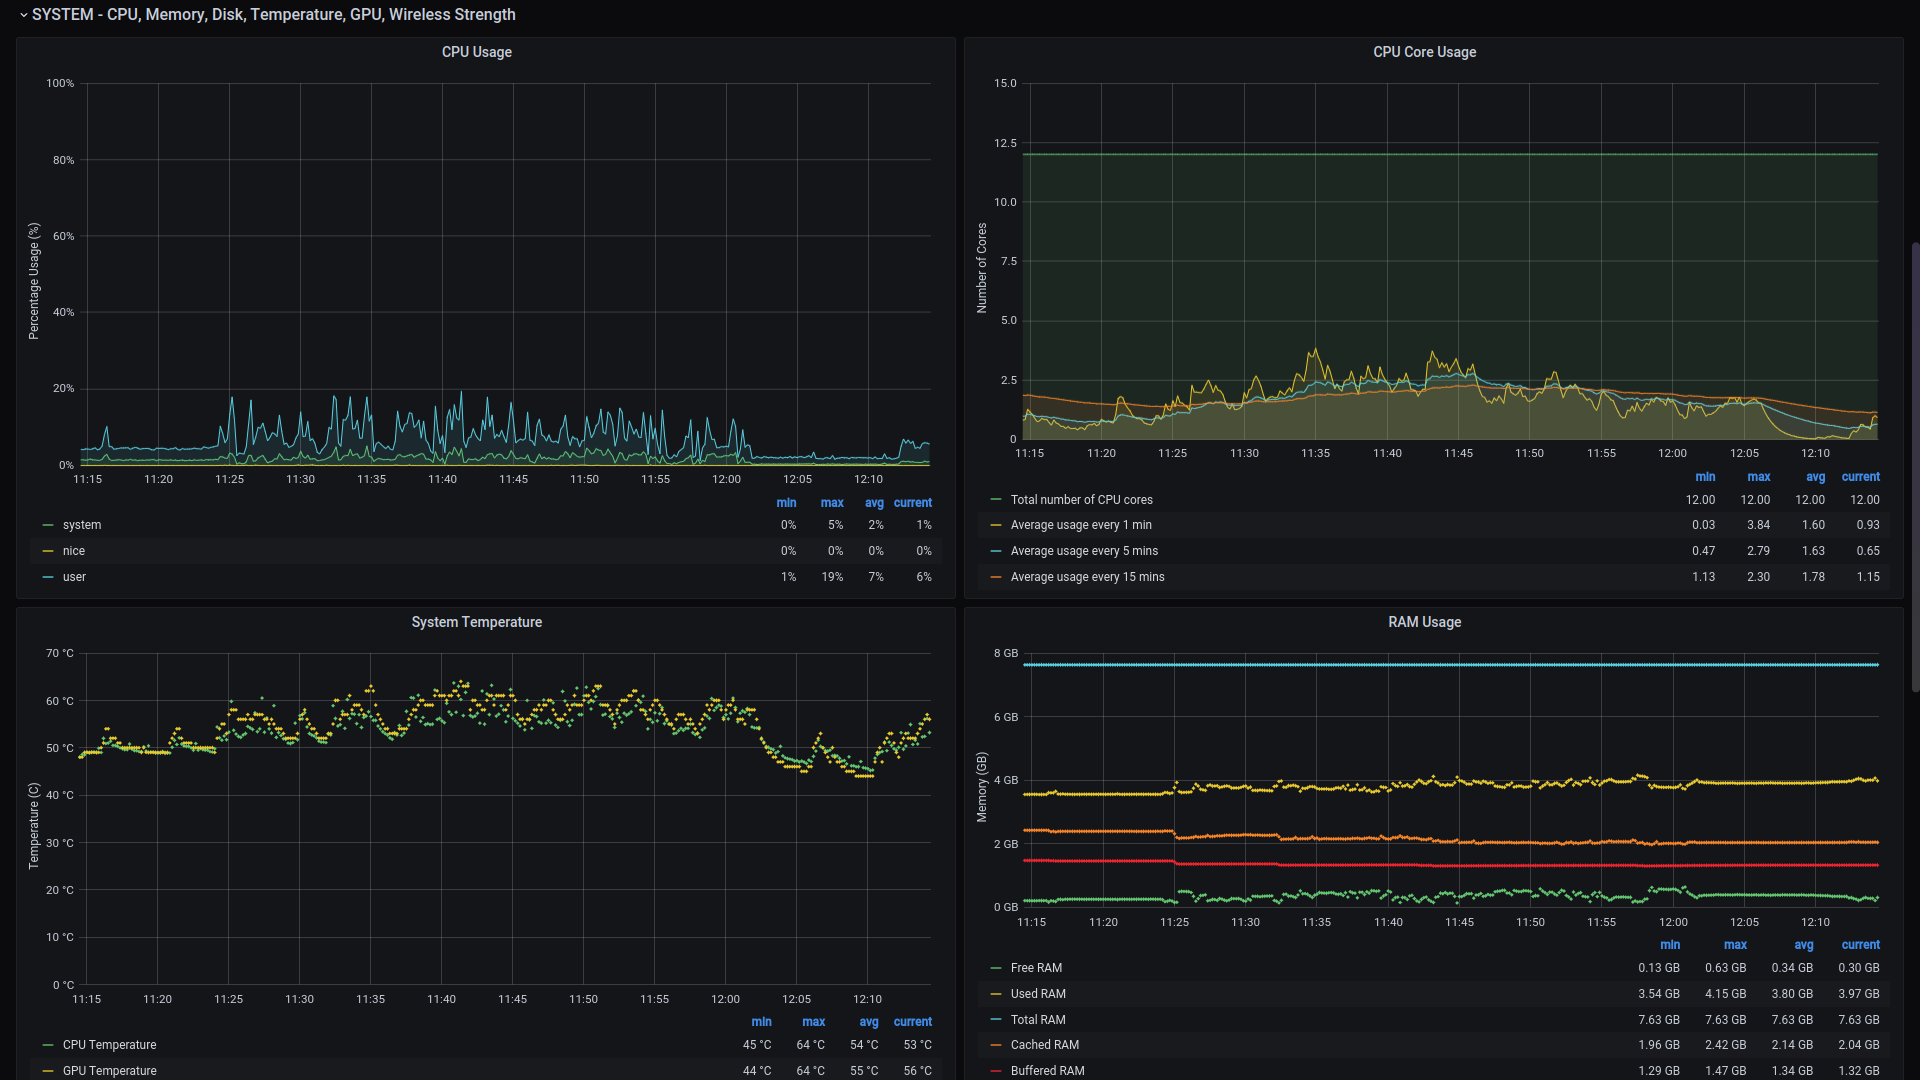 SYSTEM - CPU, Memory, Disk, Temperature, GPU, Wireless Strength
CPU Usage
Percentage Usage (%)
100%
80%
60%
40%
20%
0%
11:15 11:20 11:25 11:30 11:35 11:40 11:45 11:50 11:55 12:00 12:05 12:10
min max avg current
system 0% 5% 2% 1%
nice 0% 0% 0% 0%
user 1% 19% 7% 6%
CPU Core Usage
Number of Cores
15.0
12.5
10.0
7.5
5.0
2.5
0
11:15 11:20 11:25 11:30 11:35 11:40 11:45 11:50 11:55 12:00 12:05 12:10
min max avg current
Total number of CPU cores 12.00 12.00 12.00 12.00
Average usage every 1 min 0.03 3.84 1.60 0.93
Average usage every 5 mins 0.47 2.79 1.63 0.65
Average usage every 15 mins 1.13 2.30 1.78 1.15
System Temperature
Temperature (C)
70 °C
60 °C
50 °C
40 °C
30 °C
20 °C
10 °C
0 °C
11:15 11:20 11:25 11:30 11:35 11:40 11:45 11:50 11:55 12:00 12:05 12:10
min max avg current
CPU Temperature 45 °C 64 °C 54 °C 53 °C
GPU Temperature 44 °C 64 °C 55 °C 56 °C
RAM Usage
Memory (GB)
8 GB
6 GB
4 GB
2 GB
0 GB
11:15 11:20 11:25 11:30 11:35 11:40 11:45 11:50 11:55 12:00 12:05 12:10
min max avg current
Free RAM 0.13 GB 0.63 GB 0.34 GB 0.30 GB
Used RAM 3.54 GB 4.15 GB 3.80 GB 3.97 GB
Total RAM 7.63 GB 7.63 GB 7.63 GB 7.63 GB
Cached RAM 1.96 GB 2.42 GB 2.14 GB 2.04 GB
Buffered RAM 1.29 GB 1.47 GB 1.34 GB 1.32 GB